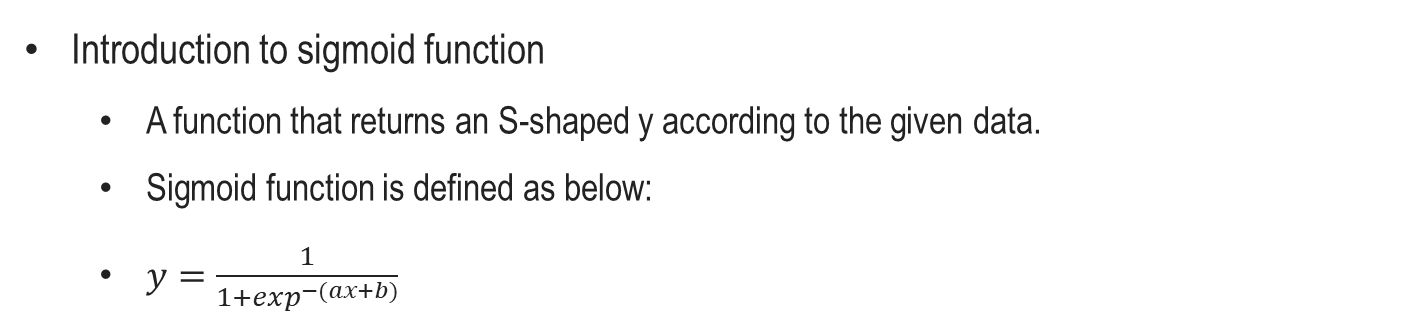 • Introduction to sigmoid function
• A function that returns an S-shaped y according to the given data.
• Sigmoid function is defined as below:
• y = \frac{1}{1+exp^{-(ax+b)}}